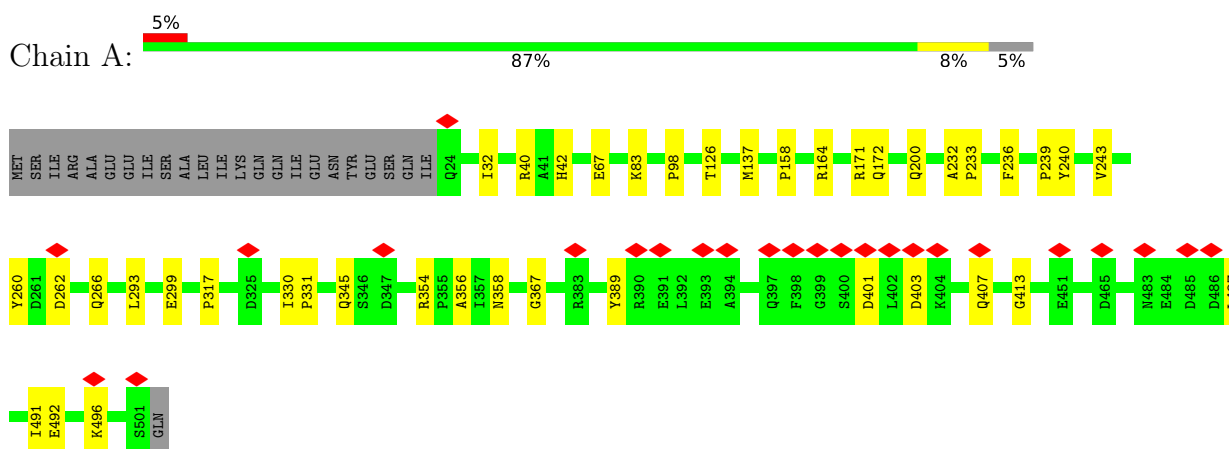 5%
Chain A:
87% 8% 5%
MET SER ILE ARG ALA GLU GLU ILE SER ALA LEU ILE LYS GLN GLN ILE GLU ASN TYR GLU SER GLN ILE Q24 I32 R40 A41 H42 E67 K83 P98 T126 M137 P158 R164 R171 Q172 Q200 A232 P233 F236 P239 Y240 V243
Y260 D261 D262 Q266 L293 E299 P317 D325 I330 P331 Q345 S346 D347 R354 P355 A356 I357 N358 G367 R383 Y389 R390 E391 L392 E393 A394 Q397 F398 G399 S400 D401 L402 D403 K404 Q407 G413 E451 D465 N483 E484 D485 D486
I491 E492 K496 S501 GLN